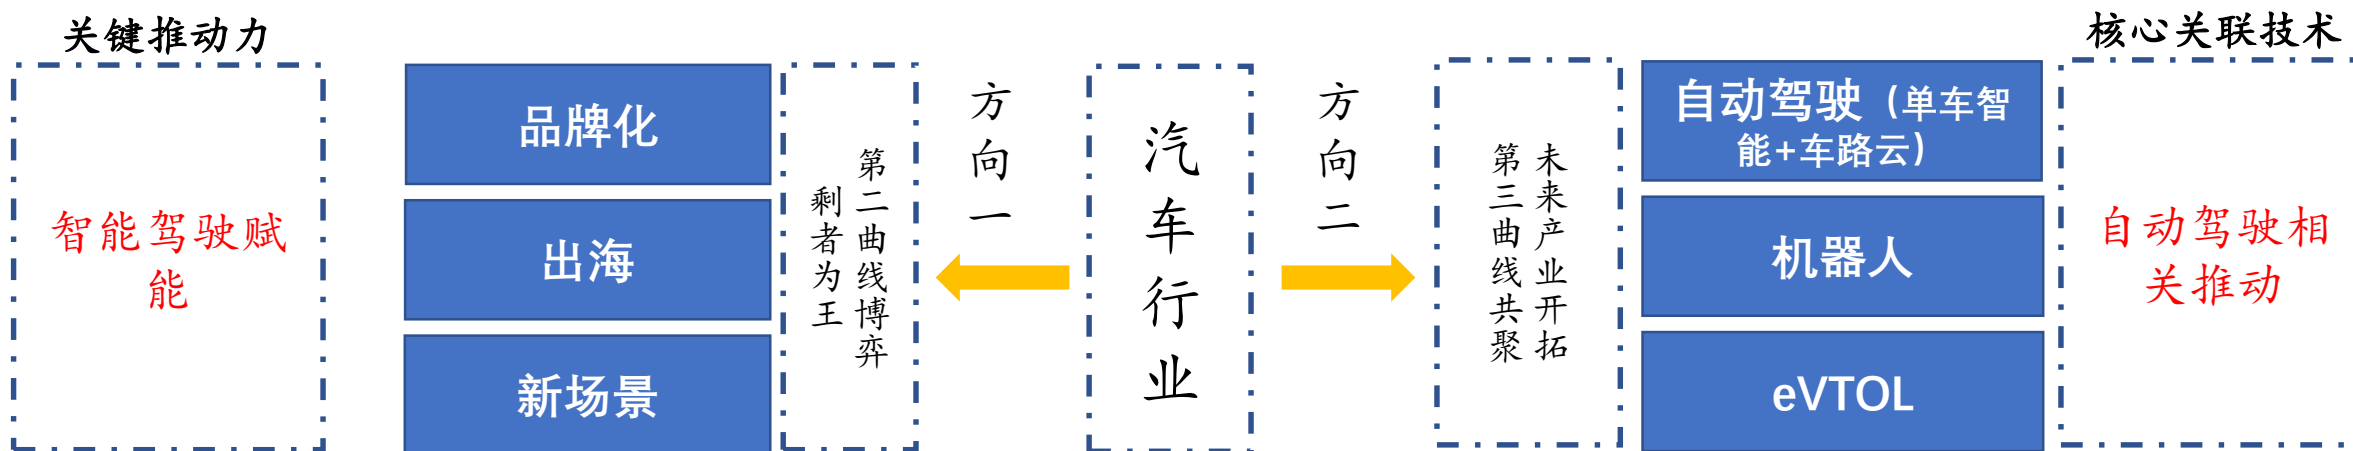 关键推动力
智能驾驶赋
能
品牌化
出海
新场景
第二曲线博弈
剩者为王
方向一
汽车行业
方向二
未来产业开拓
第三曲线共聚
自动驾驶（单车智
能+车路云）
机器人
eVTOL
核心关联技术
自动驾驶相
关推动